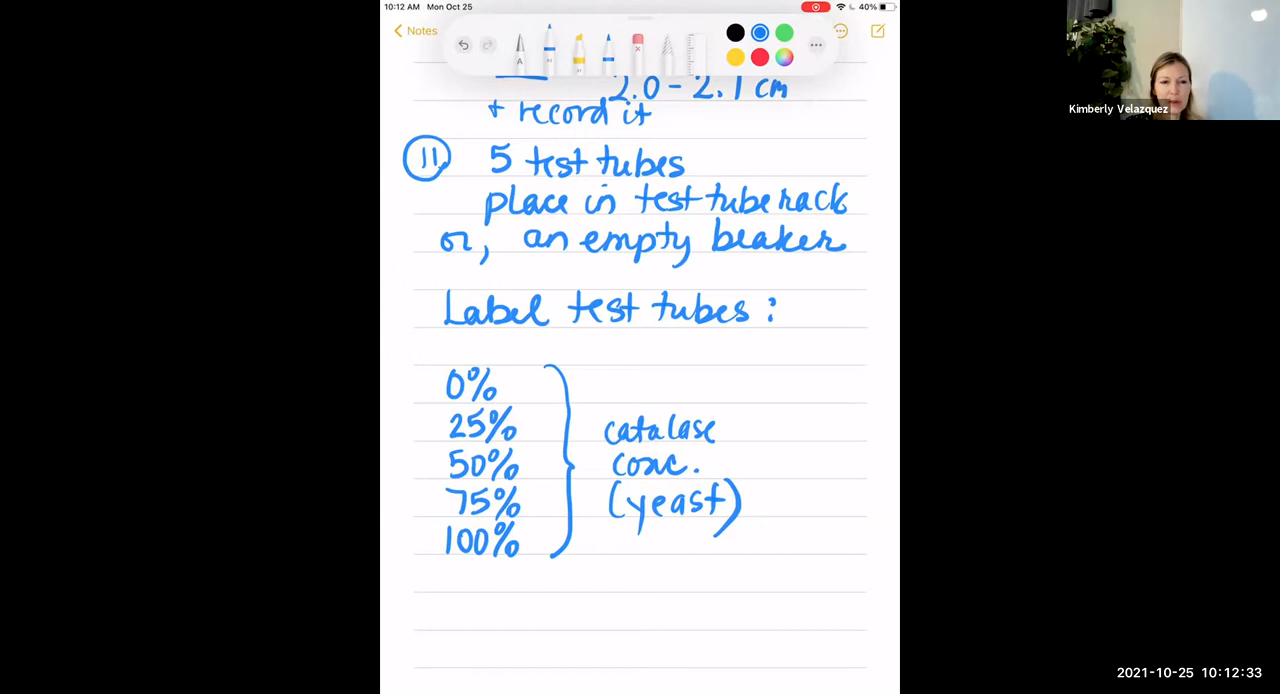 10:12 AM Mon Oct 25
40%
Notes
2.0 - 2.1 cm
+ record it
11. 5 test tubes
place in test tube rack
or, an empty beaker
Label test tubes:
0%
25%
50%
75%
100%
catalase
conc.
(yeast)
Kimberly Velazquez
2021-10-25 10:12:33